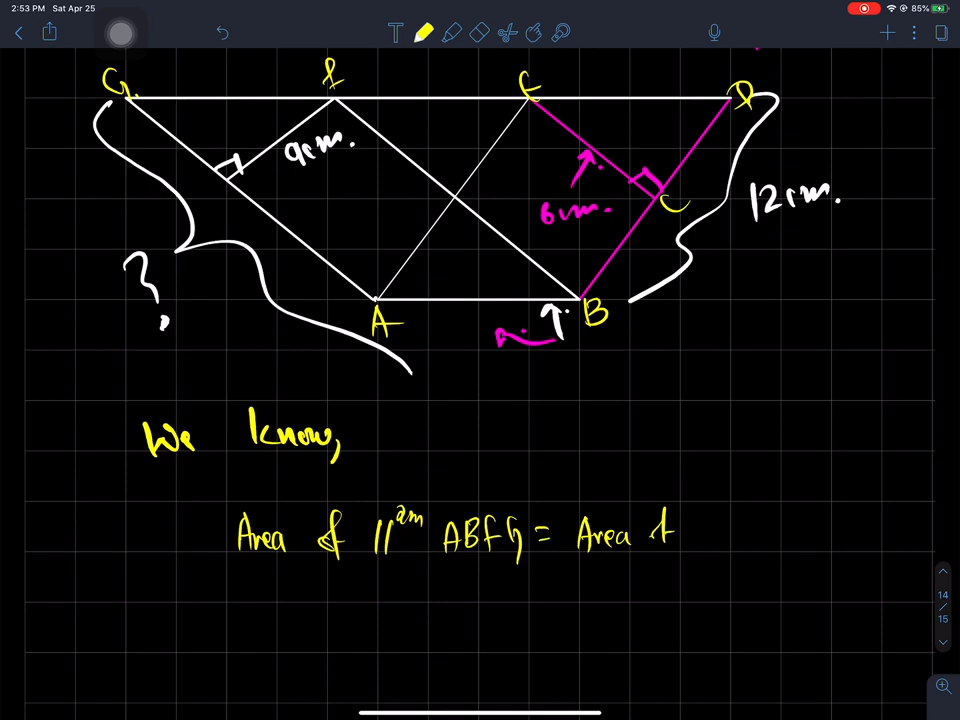 2:53 PM Sat Apr 25
85%
T
G
f
E
D
9cm.
6cm.
C
12cm.
?
A
B
We know,
Area of ||gm ABfG = Area of
14
/
15